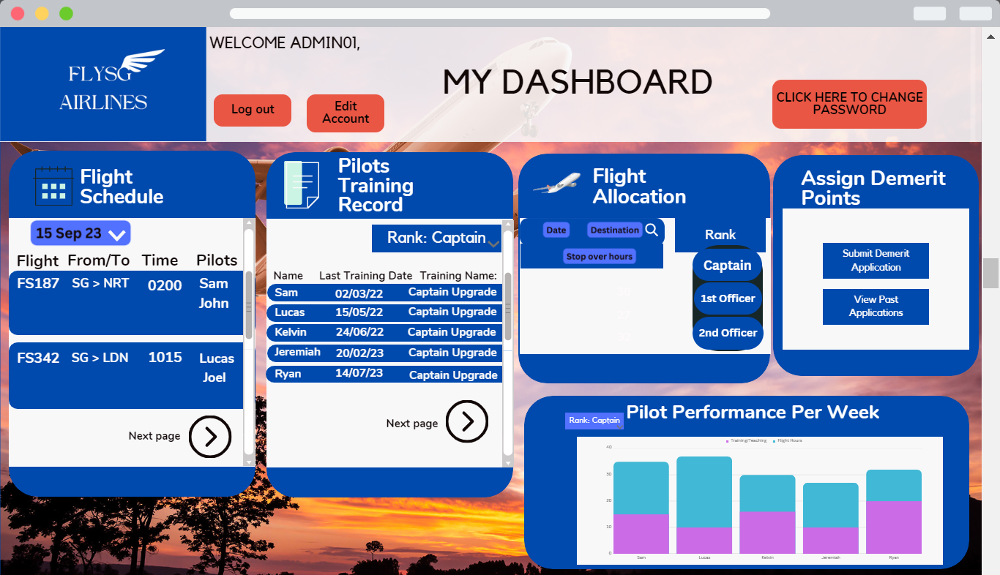 WELCOME ADMIN01,
FLYSG
AIRLINES
MY DASHBOARD
Log out
Edit
Account
CLICK HERE TO CHANGE
PASSWORD
Flight
Schedule
15 Sep 23
Flight From/To Time Pilots
FS187 SG > NRT 0200 Sam
John
FS342 SG > LDN 1015 Lucas
Joel
Next page
Pilots
Training
Record
Rank: Captain
Name Last Training Date Training Name:
Sam 02/03/22 Captain Upgrade
Lucas 15/05/22 Captain Upgrade
Kelvin 24/06/22 Captain Upgrade
Jeremiah 20/02/23 Captain Upgrade
Ryan 14/07/23 Captain Upgrade
Next page
Flight
Allocation
Date Destination
Stop over hours
Rank
Captain
1st Officer
2nd Officer
Assign Demerit
Points
Submit Demerit
Application
View Past
Applications
Pilot Performance Per Week
Rank: Captain
Training/Teaching Flight Hours
40
30
20
10
0
Sam Lucas Kelvin Jeremiah Ryan